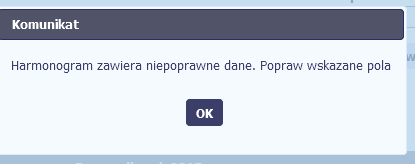 Komunikat
Harmonogram zawiera niepoprawne dane. Popraw wskazane pola
OK